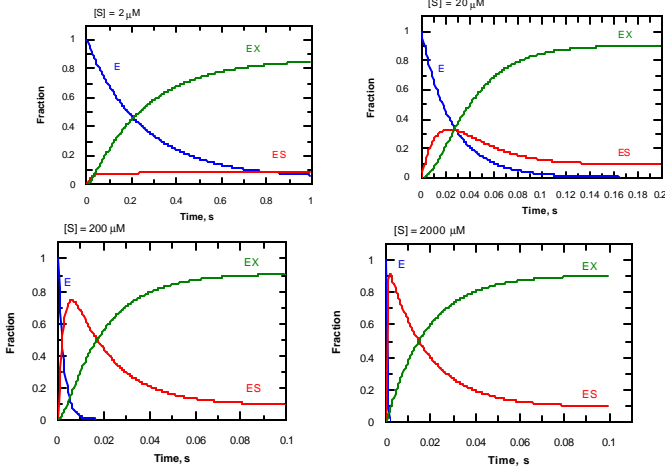 [S] = 2 μM
1
0.8
0.6
0.4
0.2
0
Fraction
E
EX
ES
0
0.2
0.4
0.6
0.8
1
Time, s
[S] = 20 μM
1
0.8
0.6
0.4
0.2
0
Fraction
E
EX
ES
0
0.02
0.04
0.06
0.08
0.1
0.12
0.14
0.16
0.18
0.2
Time, s
[S] = 200 μM
1
0.8
0.6
0.4
0.2
0
Fraction
E
EX
ES
0
0.02
0.04
0.06
0.08
0.1
Time, s
[S] = 2000 μM
1
0.8
0.6
0.4
0.2
0
Fraction
E
EX
ES
0
0.02
0.04
0.06
0.08
0.1
Time, s